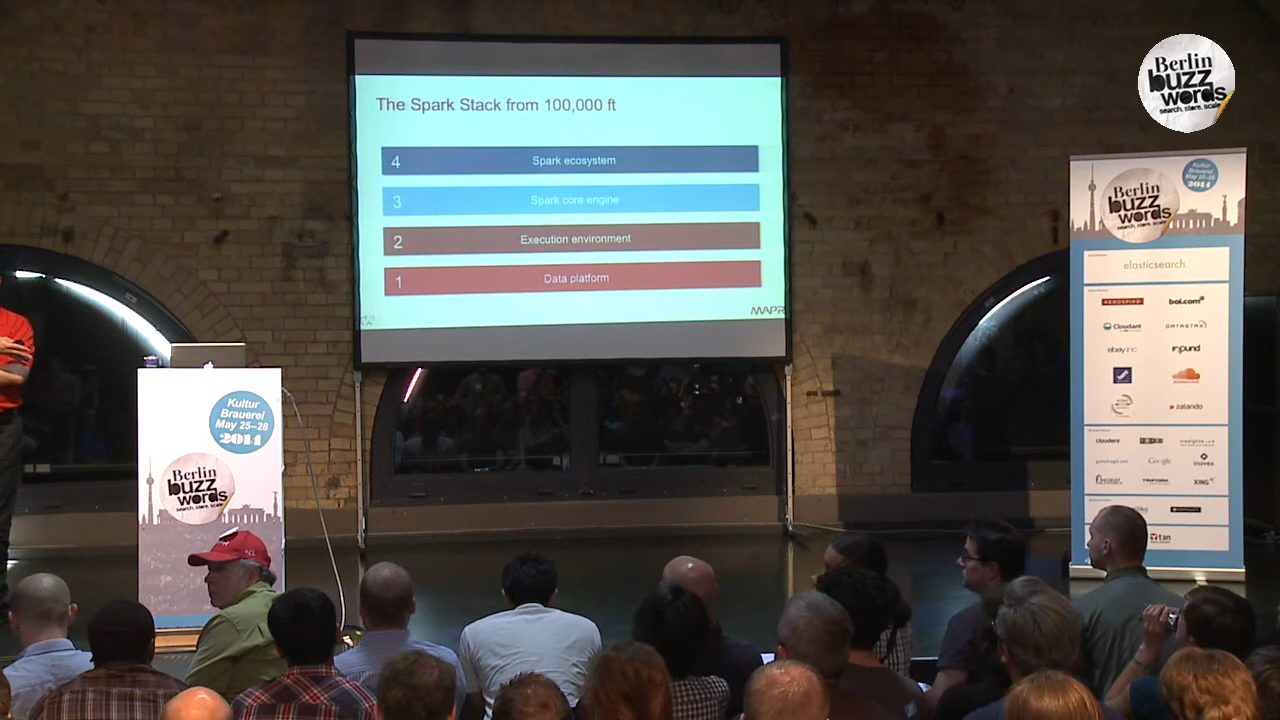 The Spark Stack from 100,000 ft
4 Spark ecosystem
3 Spark core engine
2 Execution environment
1 Data platform
MAPR
Berlin
buzz
words
search. store. scale.
Kultur
Brauerei
May 25–28
2014
Berlin
buzz
words
search. store. scale.
Kultur
Brauerei
May 25–28
2014
Berlin
buzz
words
search. store. scale.
elasticsearch.
AEROSPIKE bol.com
Cloudant DATASTAX
ebay inc found
SOUNDCLOUD
zalando
cloudera
Google
XING